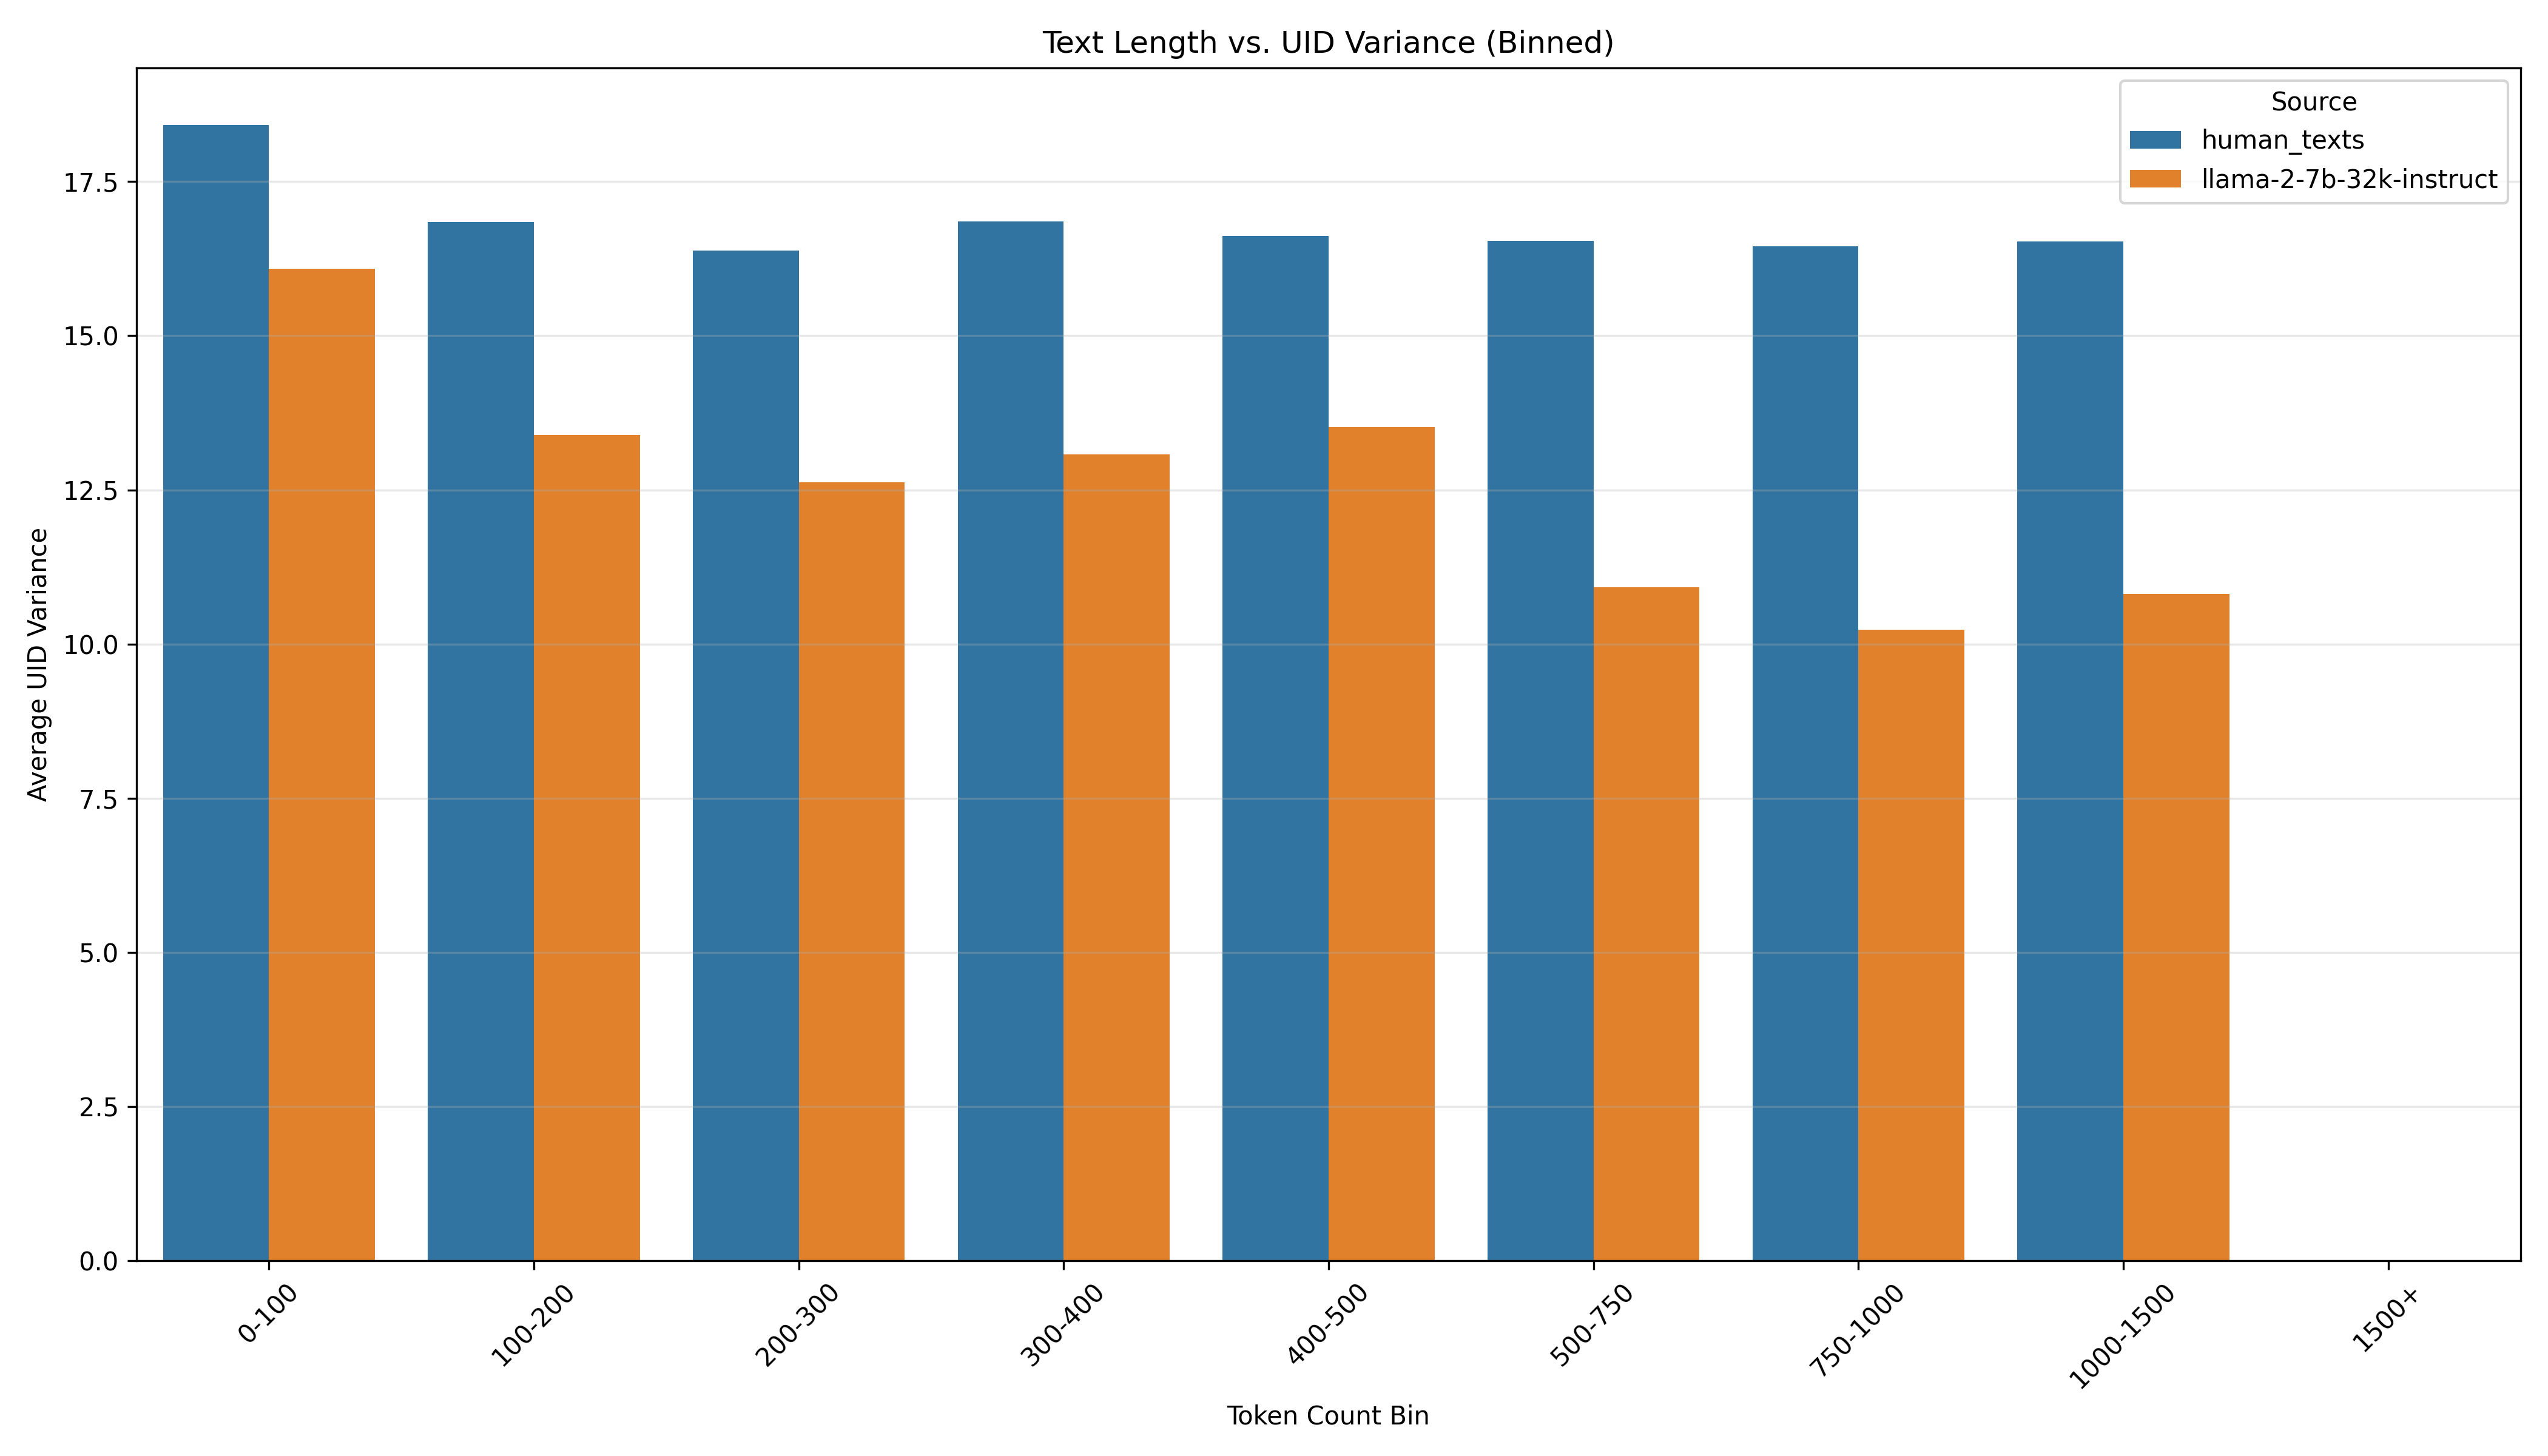 Text Length vs. UID Variance (Binned)
Source
human_texts
llama-2-7b-32k-instruct
Average UID Variance
17.5
15.0
12.5
10.0
7.5
5.0
2.5
0.0
0-100
100-200
200-300
300-400
400-500
500-750
750-1000
1000-1500
1500+
Token Count Bin